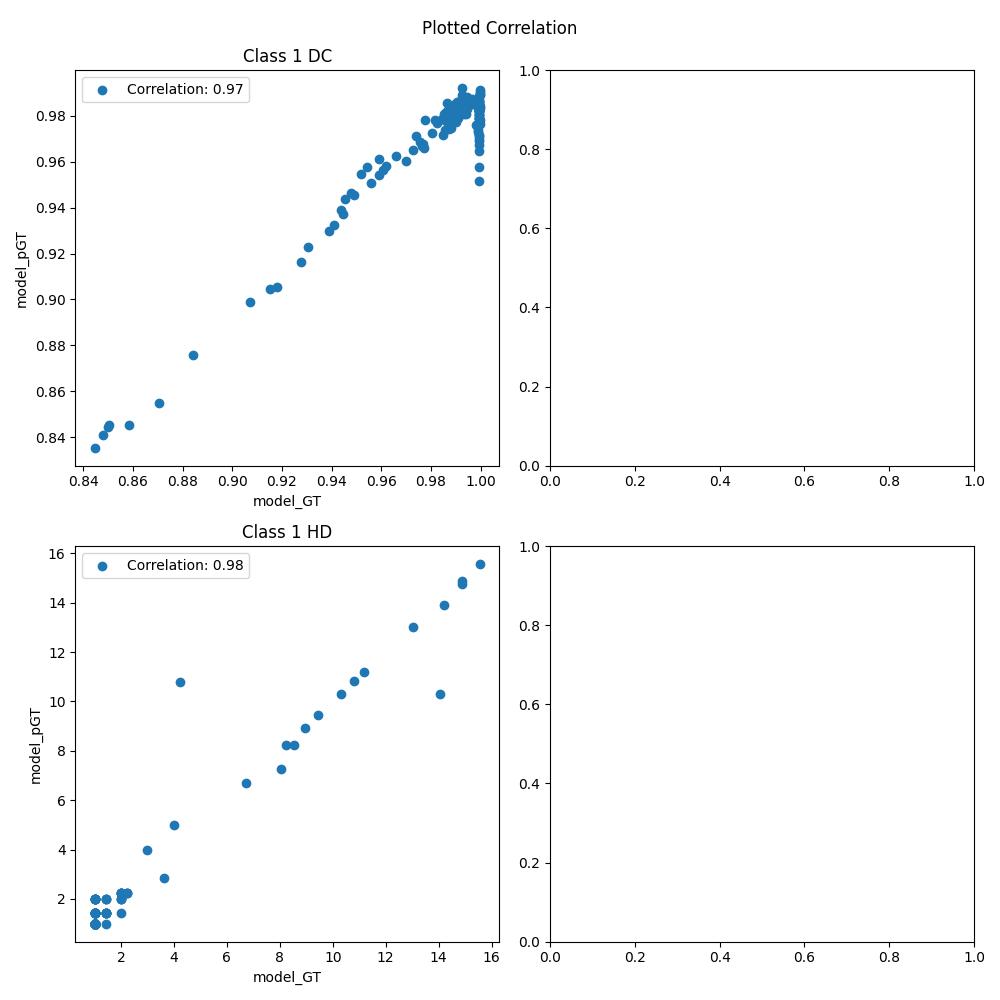 Plotted Correlation
Class 1 DC
Correlation: 0.97
model_pGT
0.98
0.96
0.94
0.92
0.90
0.88
0.86
0.84
0.84 0.86 0.88 0.90 0.92 0.94 0.96 0.98 1.00
model_GT
1.0
0.8
0.6
0.4
0.2
0.0
0.0 0.2 0.4 0.6 0.8 1.0
Class 1 HD
Correlation: 0.98
model_pGT
16
14
12
10
8
6
4
2
2 4 6 8 10 12 14 16
model_GT
1.0
0.8
0.6
0.4
0.2
0.0
0.0 0.2 0.4 0.6 0.8 1.0